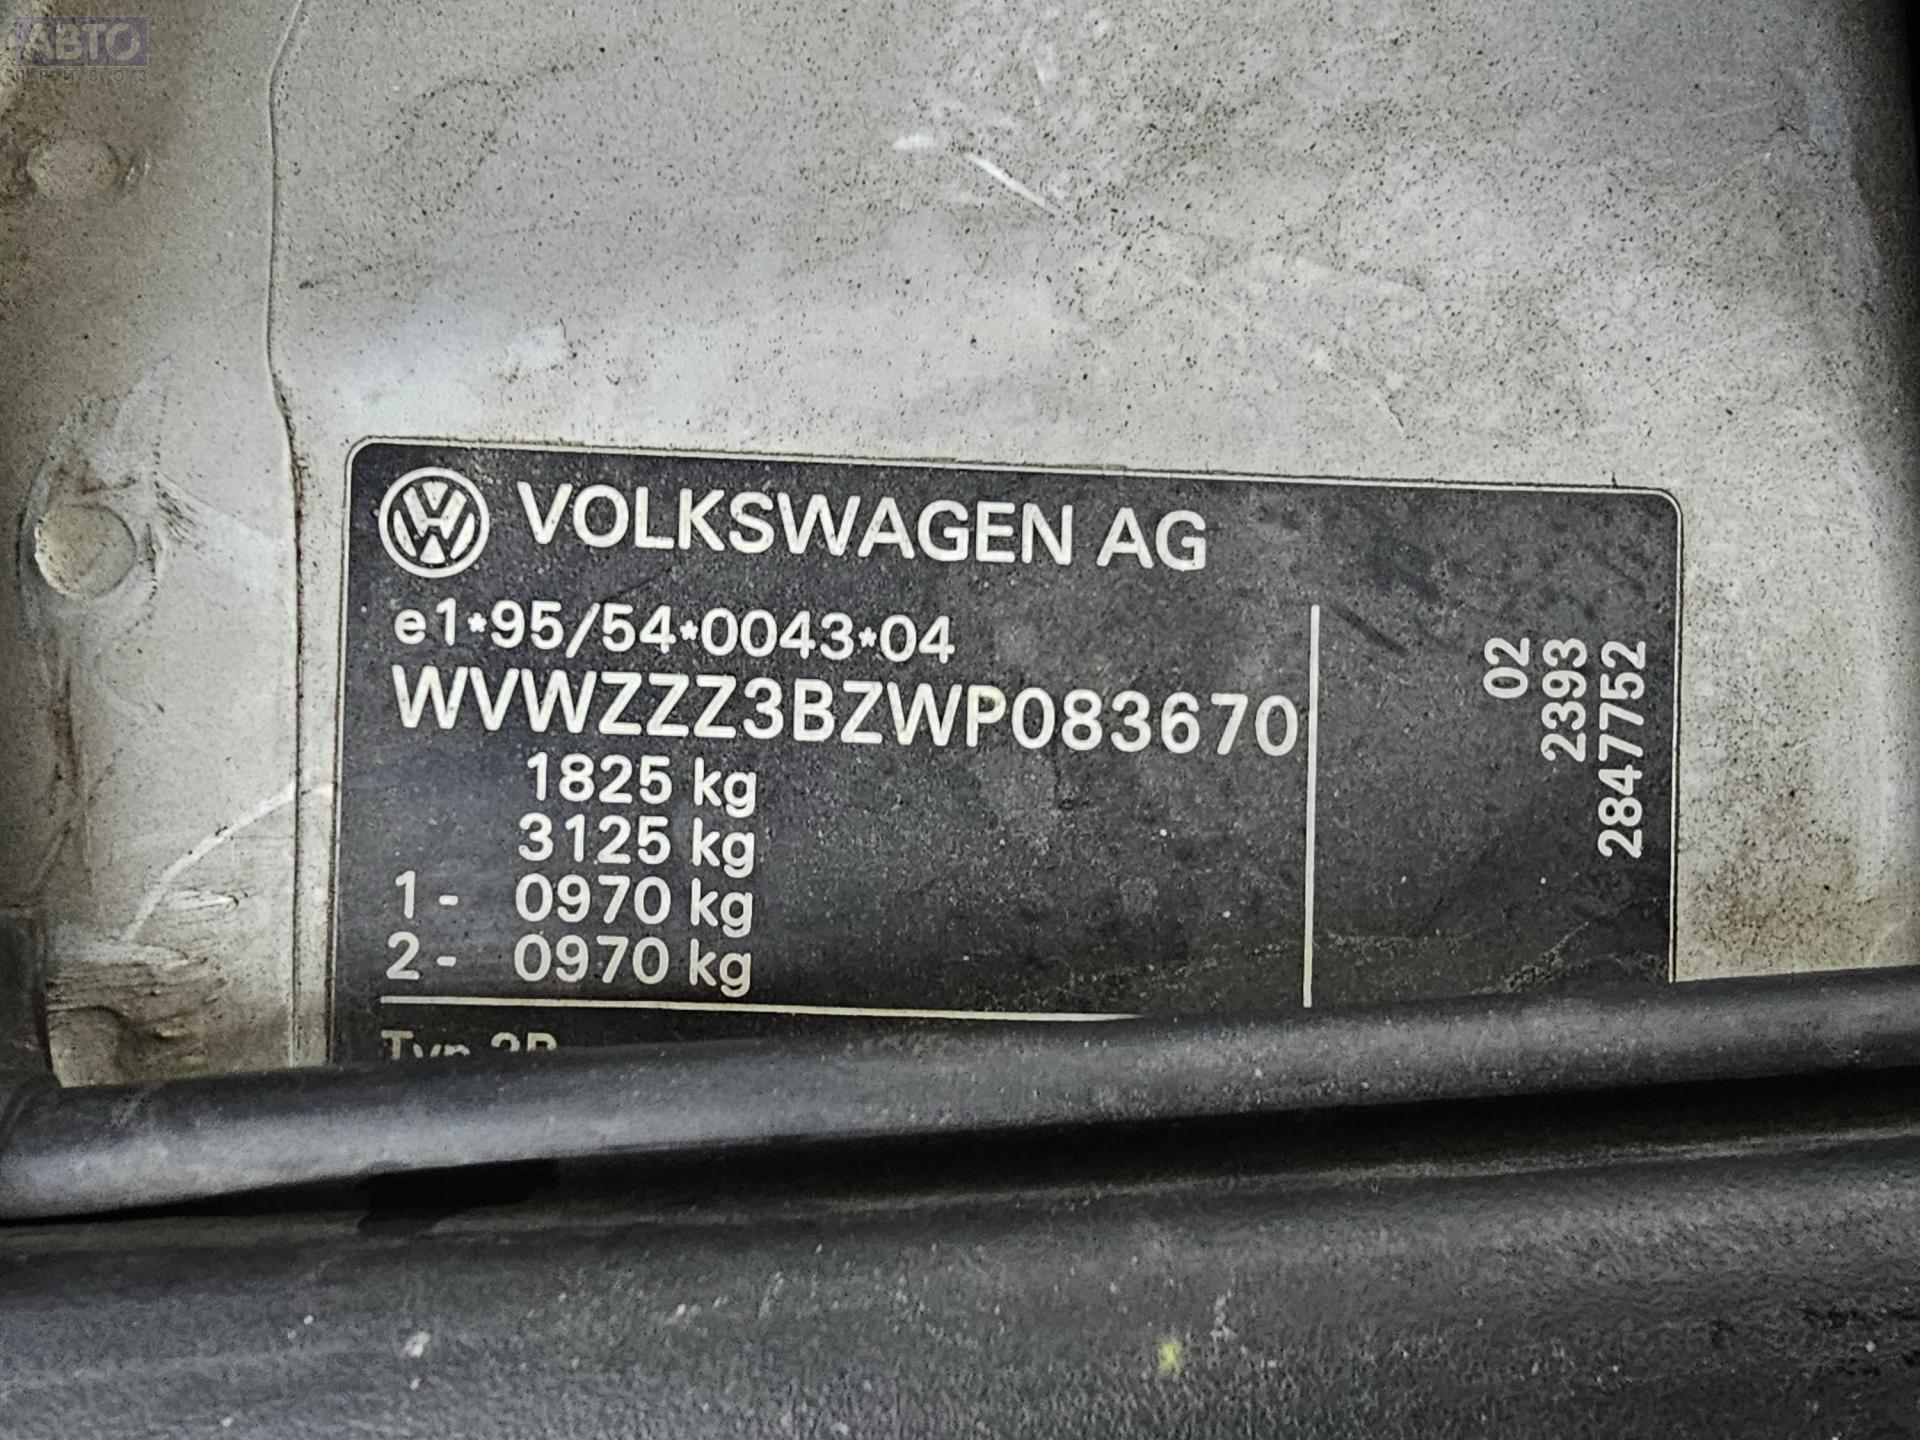 АВТО
ПРИВОЗ
VOLKSWAGEN AG
e1*95/54*0043*04
WVWZZZ3BZWP083670
1825 kg
3125 kg
1- 0970 kg
2- 0970 kg
02
2393
2847752